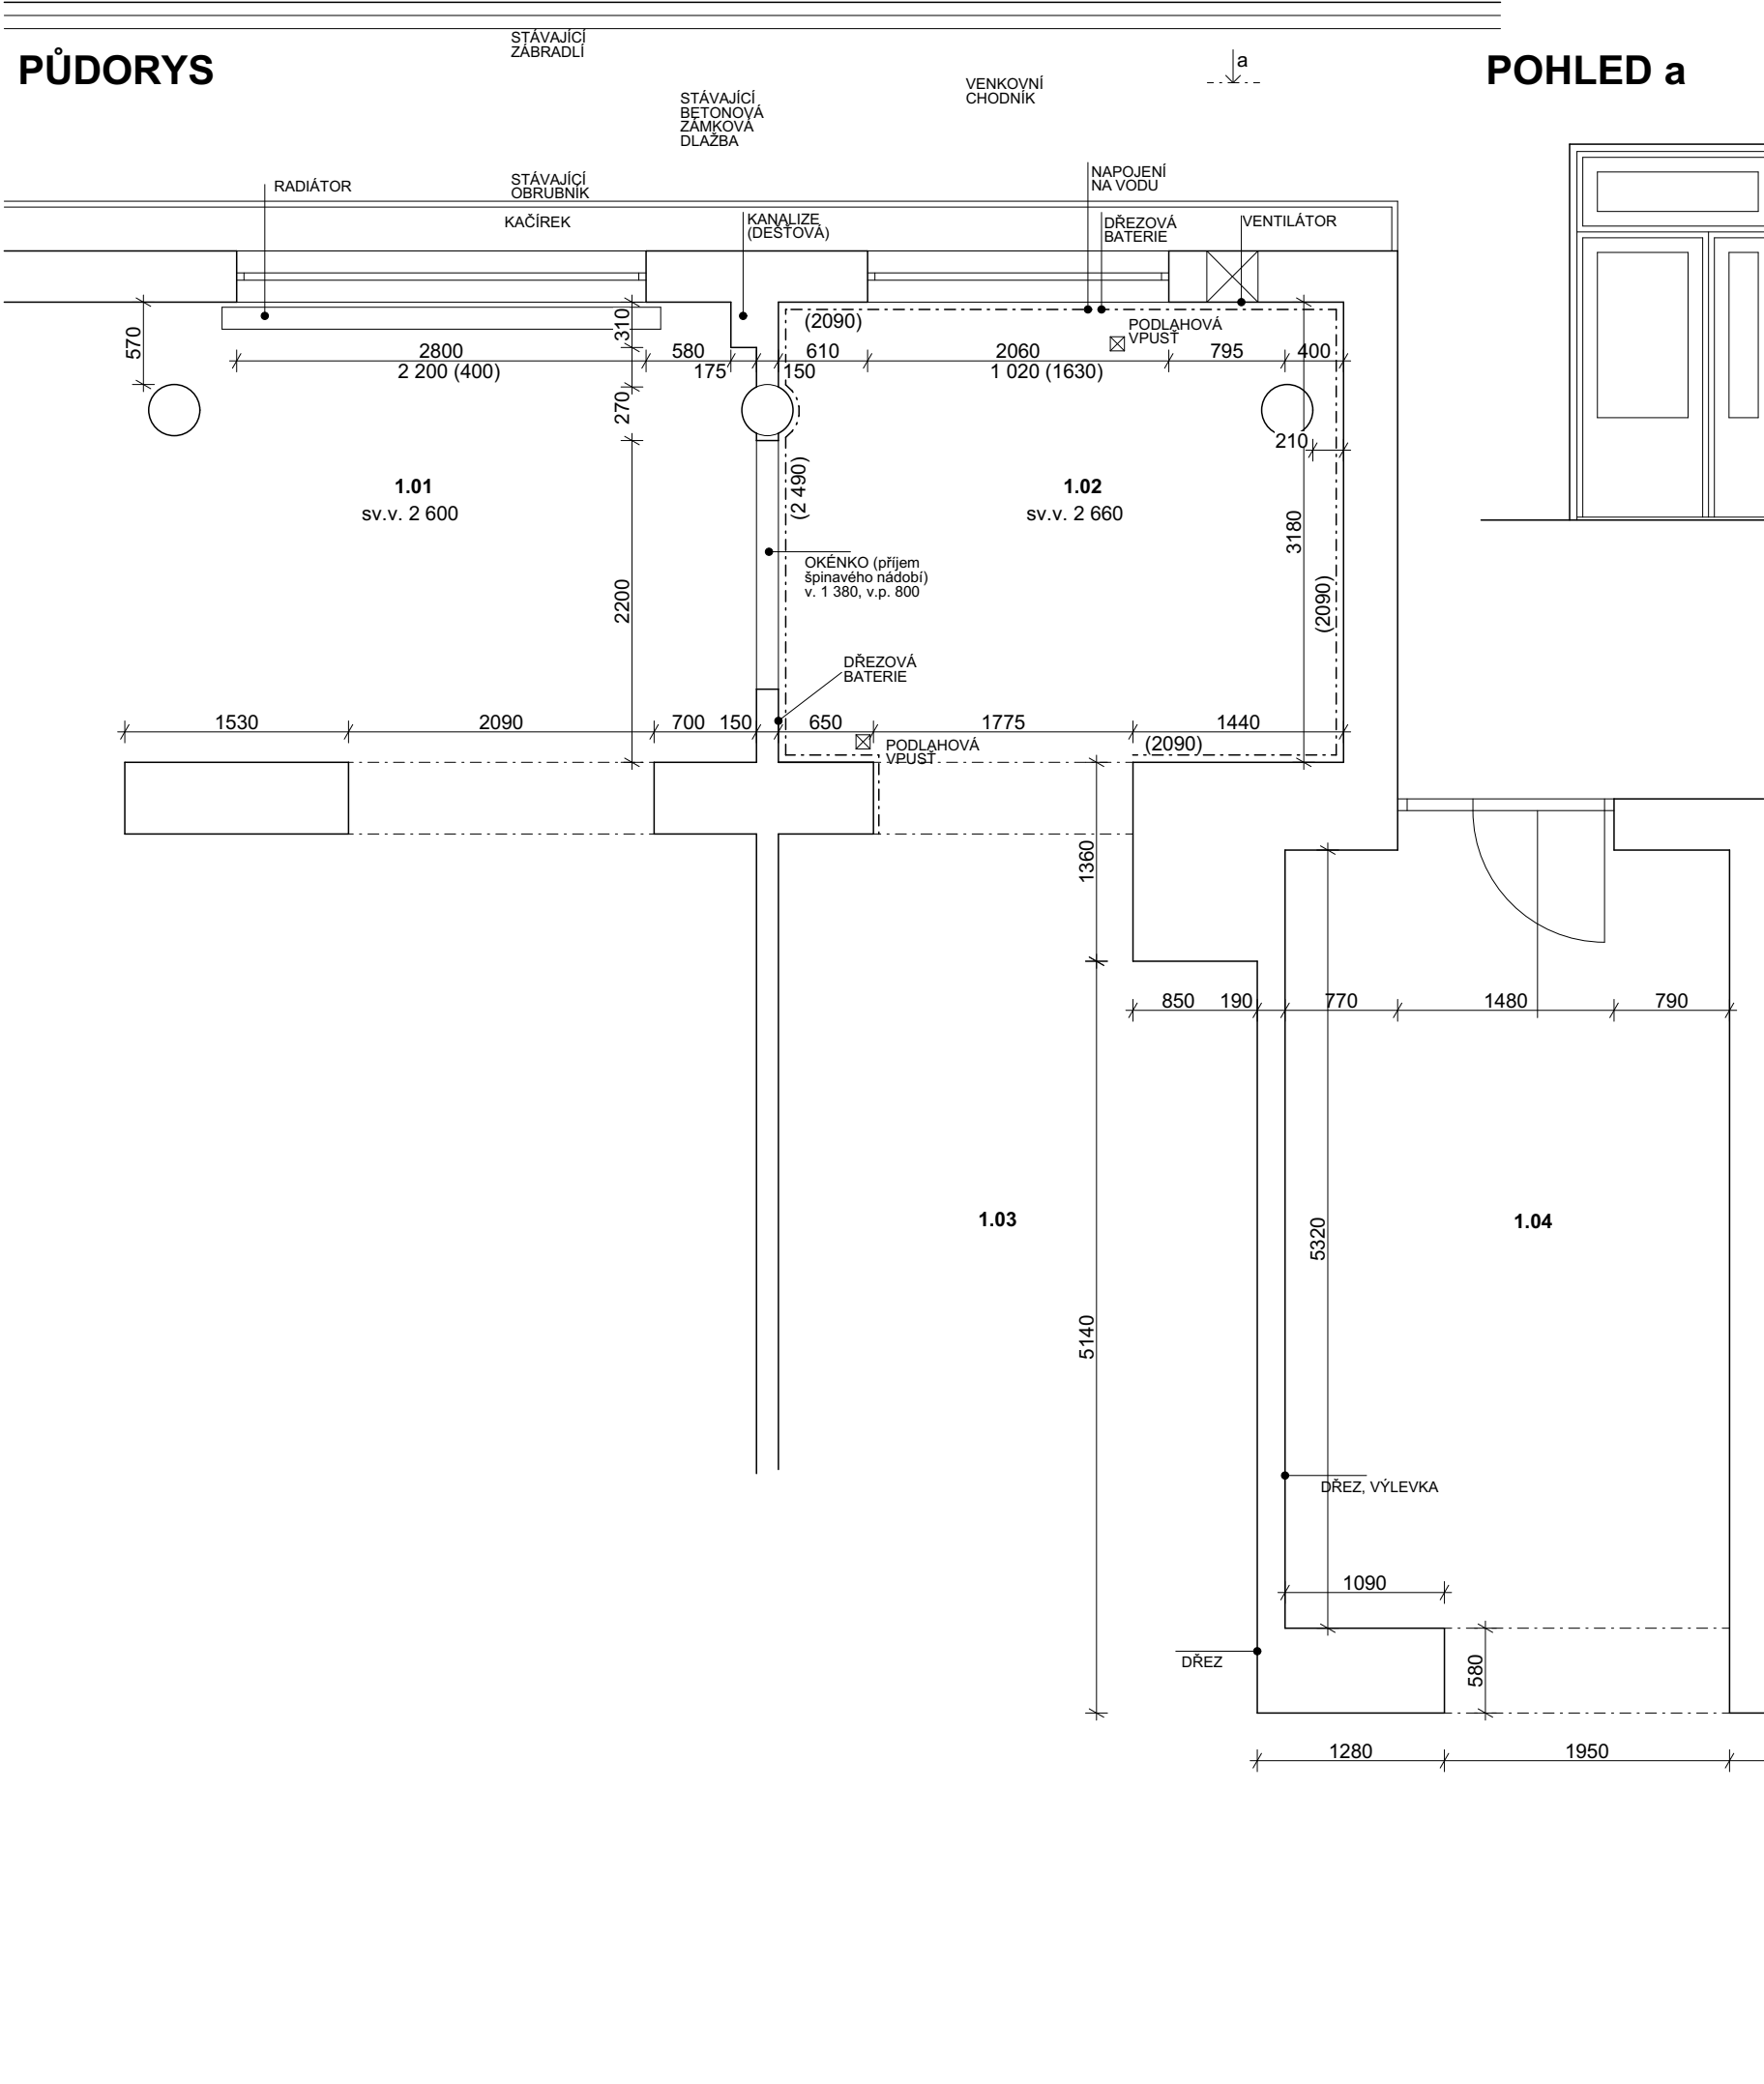 STÁVAJÍCÍ
ZÁBRADLÍ
PŮDORYS
POHLED a
a
VENKOVNÍ
CHODNÍK
STÁVAJÍCÍ
BETONOVÁ
ZÁMKOVÁ
DLAŽBA
RADIÁTOR
STÁVAJÍCÍ
OBRUBNÍK
KAČÍREK
KANALIZE
(DEŠŤOVÁ)
NAPOJENÍ
NA VODU
DŘEZOVÁ
BATERIE
VENTILÁTOR
570
310
(2090)
PODLAHOVÁ
VPUSŤ
2800
2 200 (400)
580
175
150
610
2060
1 020 (1630)
795
400
270
210
1.01
sv.v. 2 600
(2 490)
1.02
sv.v. 2 660
3180
OKÉNKO (příjem
špinavého nádobí)
v. 1 380, v.p. 800
2200
(2090)
DŘEZOVÁ
BATERIE
1530
2090
700
150
650
1775
1440
(2090)
PODLAHOVÁ
VPUSŤ
1360
850
190
770
1480
790
1.03
1.04
5320
5140
DŘEZ, VÝLEVKA
1090
DŘEZ
580
1280
1950